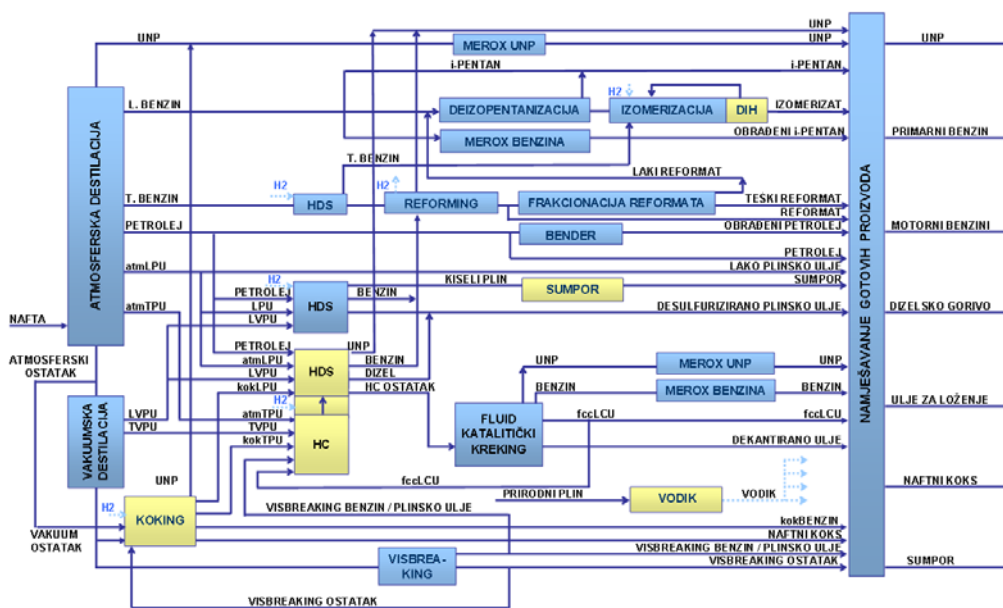 UNP
UNP
MEROX UNP
UNP
UNP
i-PENTAN
i-PENTAN
H2
L. BENZIN
DEIZOPENTANIZACIJA
IZOMERIZACIJA
DIH
IZOMERIZAT
MEROX BENZINA
OBRAĐENI i-PENTAN
PRIMARNI BENZIN
T. BENZIN
LAKI REFORMAT
H2
H2
T. BENZIN
HDS
REFORMING
FRAKCIONACIJA REFORMATA
TEŠKI REFORMAT
REFORMAT
PETROLEJ
BENDER
OBRAĐENI PETROLEJ
MOTORNI BENZINI
PETROLEJ
ATMOSFERSKA DESTILACIJA
NAMJEŠAVANJE GOTOVIH PROIZVODA
atmLPU
LAKO PLINSKO ULJE
H2
KISELI PLIN
SUMPOR
SUMPOR
PETROLEJ
HDS
BENZIN
atmTPU
LPU
DESULFURIZIRANO PLINSKO ULJE
DIZELSKO GORIVO
LVPU
NAFTA
PETROLEJ
UNP
ATMOSFERSKI
OSTATAK
atmLPU
HDS
BENZIN
UNP
MEROX UNP
UNP
LVPU
DIZEL
kokLPU
HC OSTATAK
BENZIN
MEROX BENZINA
BENZIN
H2
VAKUUMSKA
DESTILACIJA
LVPU
atmTPU
FLUID
KATALITIČKI
KREKING
fccLCU
fccLCU
ULJE ZA LOŽENJE
TVPU
TVPU
HC
kokTPU
DEKANTIRANO ULJE
UNP
fccLCU
PRIRODNI PLIN
VODIK
VODIK
NAFTNI KOKS
H2
KOKING
VISBREAKING BENZIN / PLINSKO ULJE
kokBENZIN
VAKUUM
OSTATAK
NAFTNI KOKS
VISBREAKING BENZIN / PLINSKO ULJE
VISBREA-
KING
VISBREAKING OSTATAK
SUMPOR
VISBREAKING OSTATAK